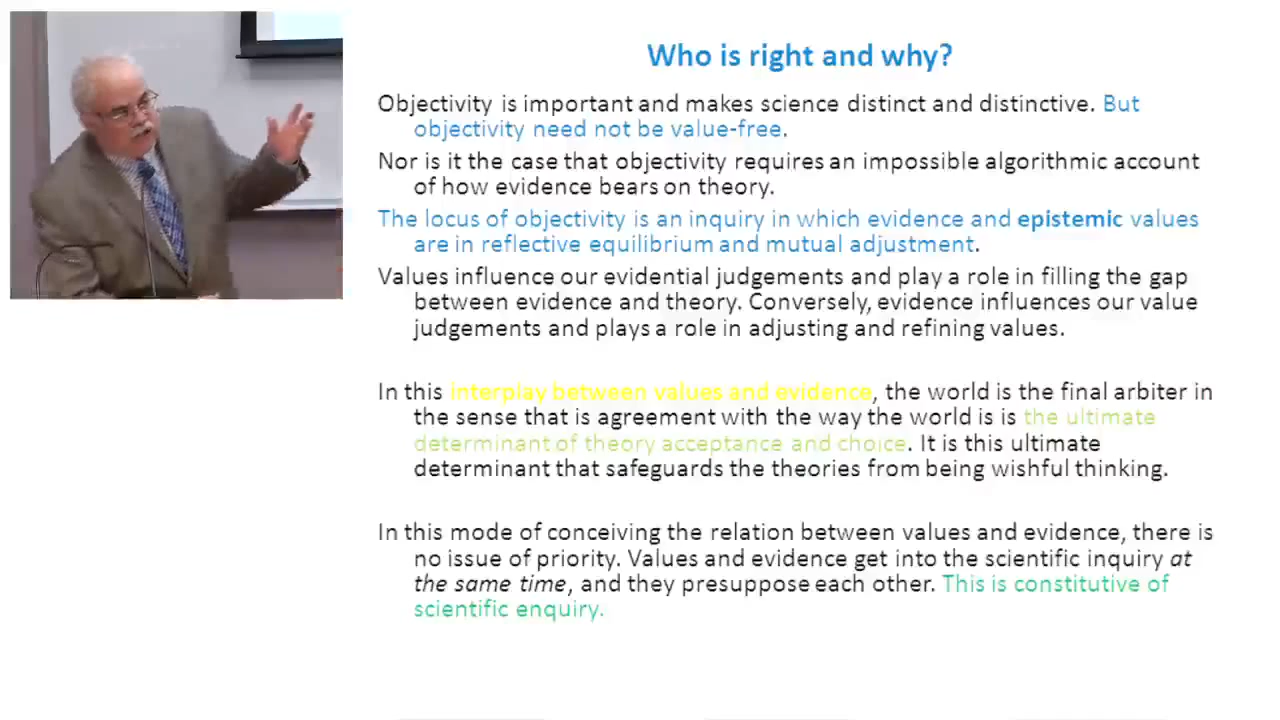 Who is right and why?
Objectivity is important and makes science distinct and distinctive. But
objectivity need not be value-free.
Nor is it the case that objectivity requires an impossible algorithmic account
of how evidence bears on theory.
The locus of objectivity is an inquiry in which evidence and epistemic values
are in reflective equilibrium and mutual adjustment.
Values influence our evidential judgements and play a role in filling the gap
between evidence and theory. Conversely, evidence influences our value
judgements and plays a role in adjusting and refining values.
In this interplay between values and evidence, the world is the final arbiter in
the sense that is agreement with the way the world is is the ultimate
determinant of theory acceptance and choice. It is this ultimate
determinant that safeguards the theories from being wishful thinking.
In this mode of conceiving the relation between values and evidence, there is
no issue of priority. Values and evidence get into the scientific inquiry at
the same time, and they presuppose each other. This is constitutive of
scientific enquiry.